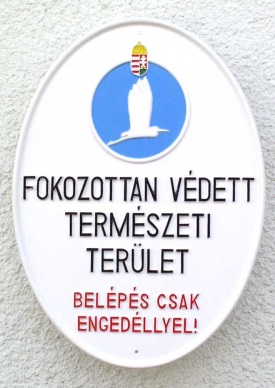 FOKOZOTTAN VÉDETT
TERMÉSZETI
TERÜLET
BELÉPÉS CSAK
ENGEDÉLLYEL!